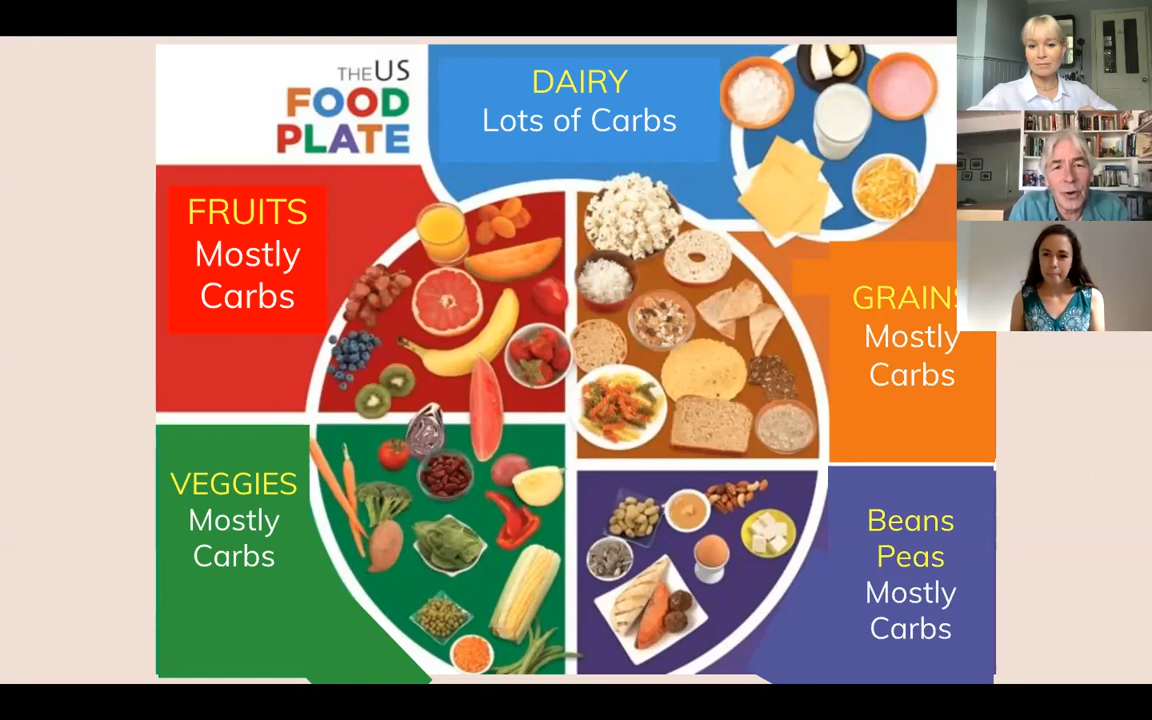 THE US
FOOD
PLATE
DAIRY
Lots of Carbs
FRUITS
Mostly
Carbs
GRAINS
Mostly
Carbs
VEGGIES
Mostly
Carbs
Beans
Peas
Mostly
Carbs